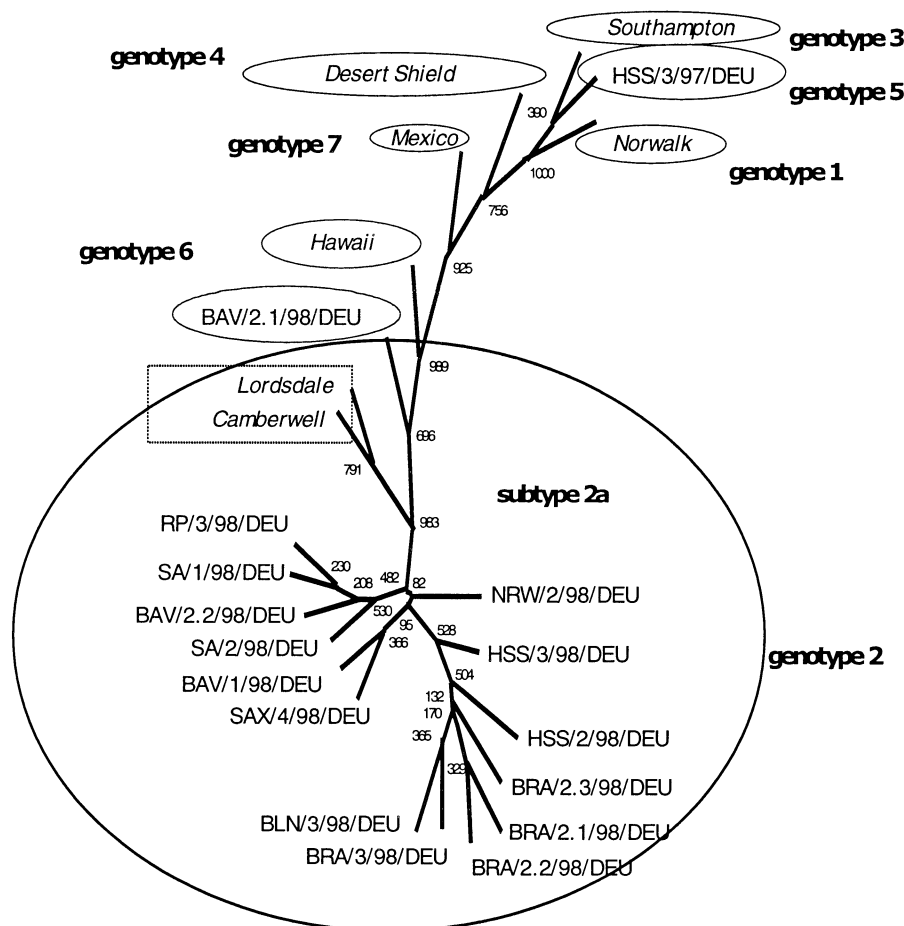 Southampton
genotype 3
genotype 4
Desert Shield
HSS/3/97/DEU
genotype 5
390
Mexico
genotype 7
Norwalk
1000
genotype 1
756
Hawaii
genotype 6
925
BAV/2.1/98/DEU
989
Lordsdale
Camberwell
696
791
subtype 2a
983
RP/3/98/DEU
230
SA/1/98/DEU
208
482
82
NRW/2/98/DEU
BAV/2.2/98/DEU
530
95
528
SA/2/98/DEU
366
HSS/3/98/DEU
genotype 2
BAV/1/98/DEU
504
SAX/4/98/DEU
132
170
365
HSS/2/98/DEU
329
BRA/2.3/98/DEU
BLN/3/98/DEU
BRA/2.1/98/DEU
BRA/3/98/DEU
BRA/2.2/98/DEU